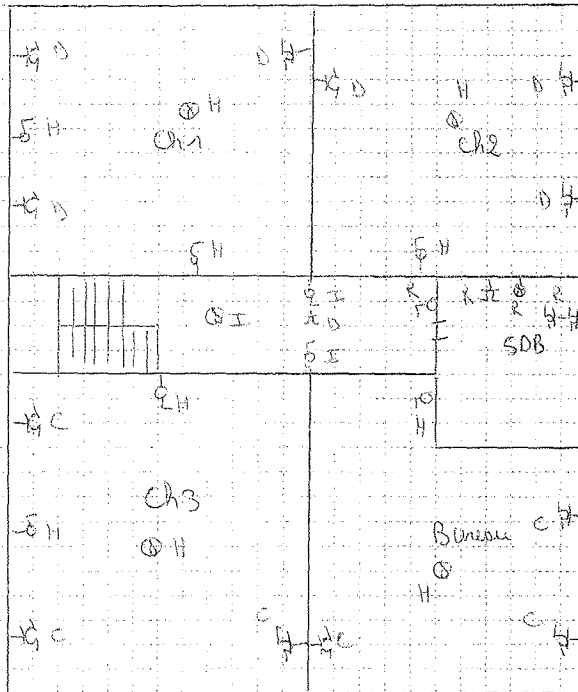 D D
D
H H D
H
Ch1 Ch2
D D
H H
I I R R R R
D
I SDB
H
H
C
Ch3
C
H H
Bureau
H
C C C C